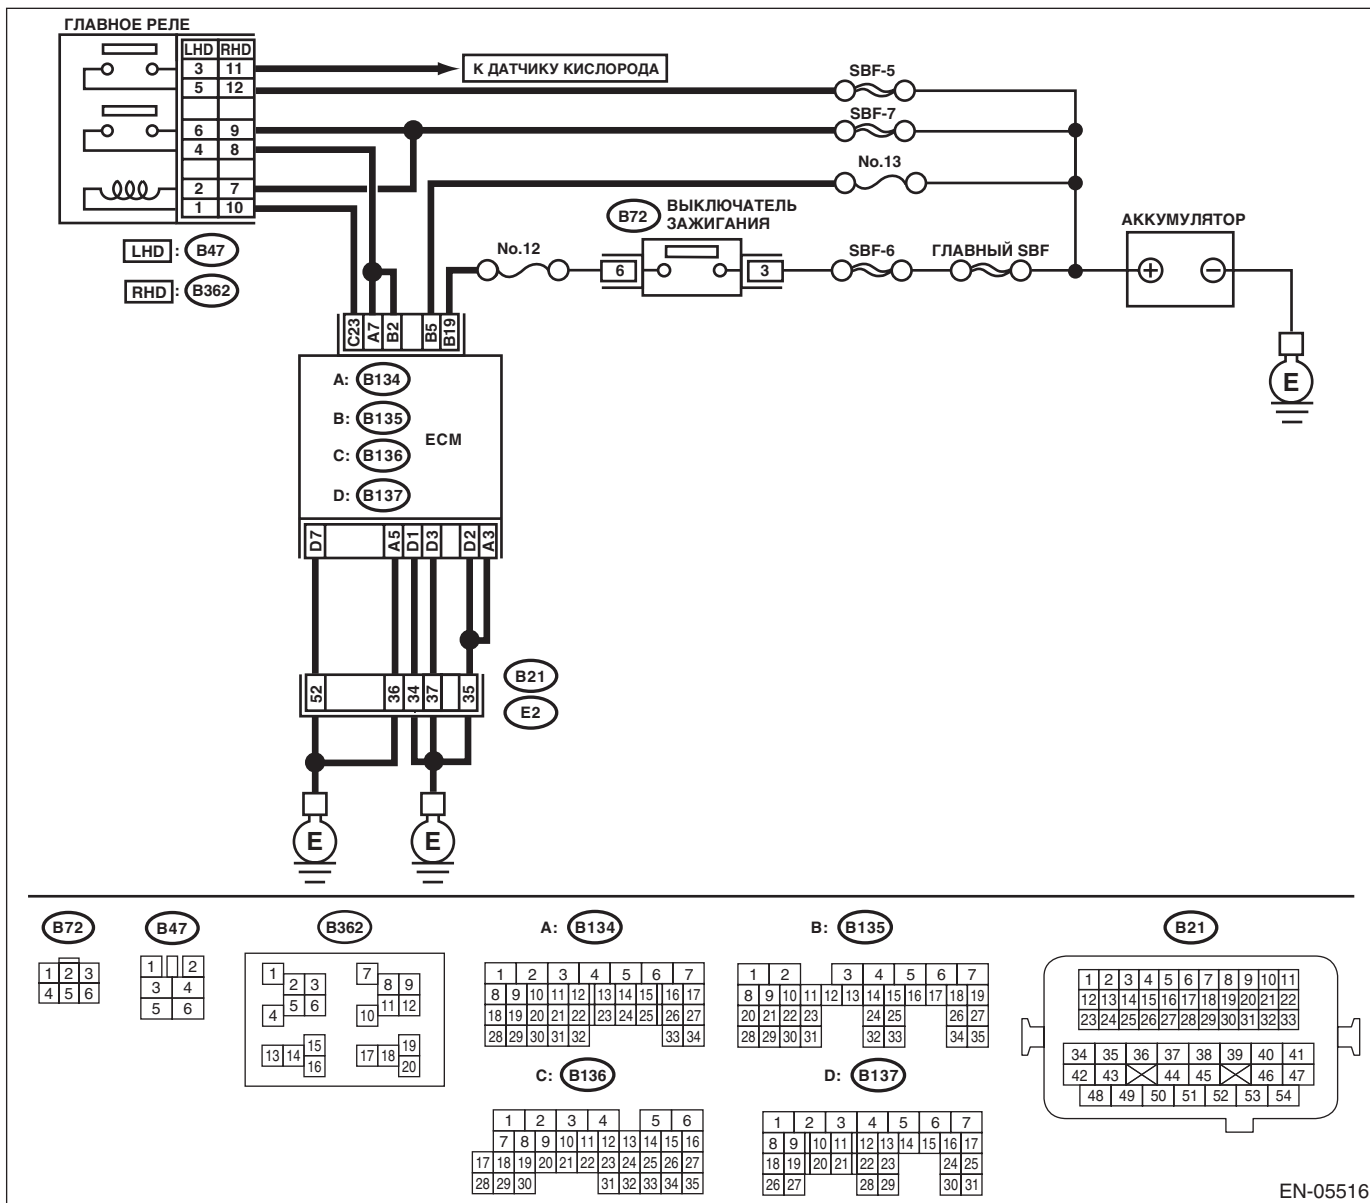 ГЛАВНОЕ РЕЛЕ
LHD RHD
3 11
5 12
6 9
4 8
2 7
1 10
К ДАТЧИКУ КИСЛОРОДА
SBF-5
SBF-7
No.13
LHD : B47
RHD : B362
No.12
B72 ВЫКЛЮЧАТЕЛЬ
ЗАЖИГАНИЯ
6 3
SBF-6
ГЛАВНЫЙ SBF
АККУМУЛЯТОР
E
C23 A7 B2 B5 B19
A: B134
B: B135
C: B136
D: B137
ECM
D7 A5 D1 D3 D2 A3
52 36 34 37 35
B21
E2
E E
B72
1 2 3
4 5 6
B47
1 2
3 4
5 6
B362
1 7
2 3 8 9
4 5 6 10 11 12
13 14 15 17 18 19
16 20
A: B134
1 2 3 4 5 6 7
8 9 10 11 12 13 14 15 16 17
18 19 20 21 22 23 24 25 26 27
28 29 30 31 32 33 34
B: B135
1 2 3 4 5 6 7
8 9 10 11 12 13 14 15 16 17 18 19
20 21 22 23 24 25 26 27
28 29 30 31 32 33 34 35
C: B136
1 2 3 4 5 6
7 8 9 10 11 12 13 14 15 16
17 18 19 20 21 22 23 24 25 26 27
28 29 30 31 32 33 34 35
D: B137
1 2 3 4 5 6 7
8 9 10 11 12 13 14 15 16 17
18 19 20 21 22 23 24 25
26 27 28 29 30 31
B21
1 2 3 4 5 6 7 8 9 10 11
12 13 14 15 16 17 18 19 20 21 22
23 24 25 26 27 28 29 30 31 32 33
34 35 36 37 38 39 40 41
42 43 44 45 46 47
48 49 50 51 52 53 54
EN-05516